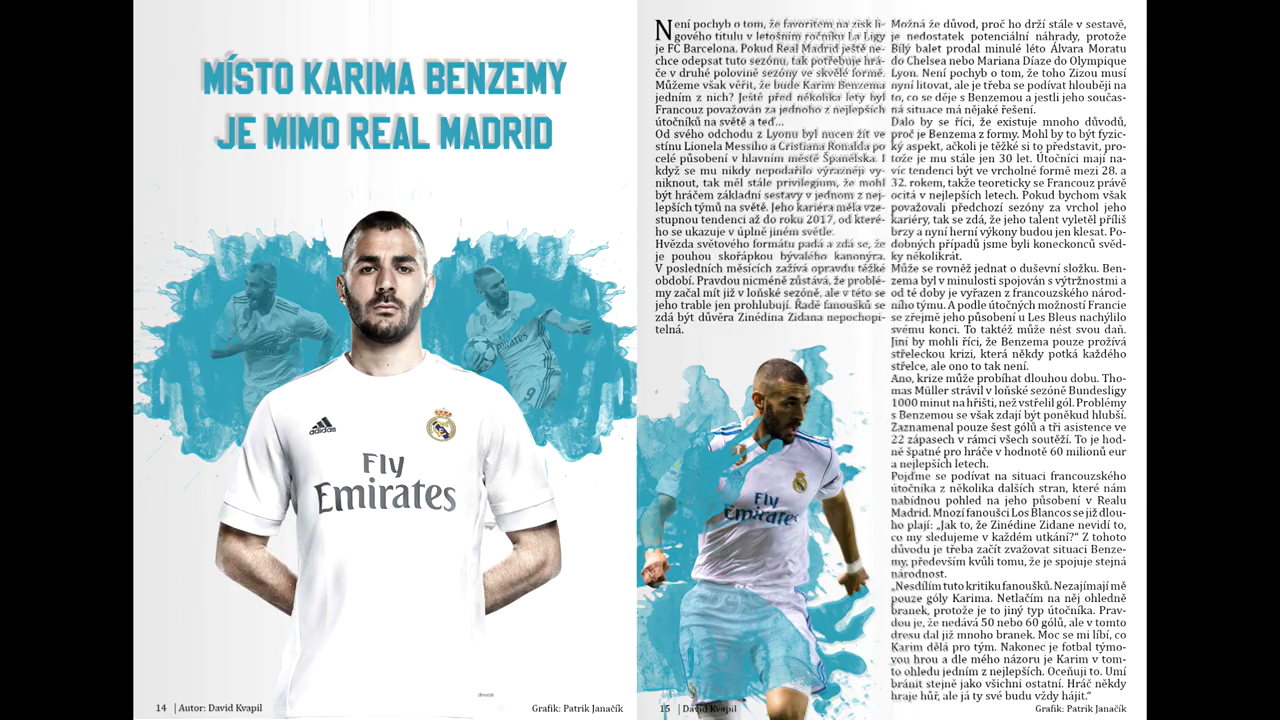 MÍSTO KARIMA BENZEMY
JE MIMO REAL MADRID
adidas
Fly
Emirates
14 | Autor: David Kvapil
Grafik: Patrik Janačík
Není pochyb o tom, že favoritem na zisk li-
gového titulu v letošním ročníku La Ligy
je FC Barcelona. Pokud Real Madrid ještě ne-
chce odepsat tuto sezónu, tak potřebuje hrá-
če v druhé polovině sezóny ve skvělé formě.
Můžeme však věřit, že bude Karim Benzema
jedním z nich? Ještě před několika lety byl
Francouz považován za jednoho z nejlepších
útočníků na světě a teď...
Od svého odchodu z Lyonu byl nucen žít ve
stínu Lionela Messiho a Cristiana Ronalda po
celé působení v hlavním městě Španělska. I
když se mu nikdy nepodařilo výrazněji vy-
niknout, tak měl stále privilegium, že mohl
být hráčem základní sestavy v jednom z nej-
lepších týmů na světě. Jeho kariéra měla vze-
stupnou tendenci až do roku 2017, od které-
ho se ukazuje v úplně jiném světle.
Hvězda světového formátu padá a zdá se, že
je pouhou skořápkou bývalého kanonýra.
V posledních měsících zažívá opravdu těžké
období. Pravdou nicméně zůstává, že problé-
my začal mít již v loňské sezóně, ale v této se
jeho trable jen prohlubují. Řadě fanoušků se
zdá být důvěra Zinédina Zidana nepochopi-
telná.
Fly
Emirates
Možná že důvod, proč ho drží stále v sestavě,
je nedostatek potenciální náhrady, protože
Bílý balet prodal minulé léto Álvara Moratu
do Chelsea nebo Mariana Díaze do Olympique
Lyon. Není pochyb o tom, že toho Zizou musí
nyní litovat, ale je třeba se podívat hlouběji na
to, co se děje s Benzemou a jestli jeho součas-
ná situace má nějaké řešení.
Dalo by se říci, že existuje mnoho důvodů,
proč je Benzema z formy. Mohl by to být fyzic-
ký aspekt, ačkoli je těžké si to představit, pro-
tože je mu stále jen 30 let. Útočníci mají na-
víc tendenci být ve vrcholné formě mezi 28. a
32. rokem, takže teoreticky se Francouz právě
ocitá v nejlepších letech. Pokud bychom však
považovali předchozí sezóny za vrchol jeho
kariéry, tak se zdá, že jeho talent vyletěl příliš
brzy a nyní herní výkony budou jen klesat. Po-
dobných případů jsme byli koneckonců svěd-
ky několikrát.
Může se rovněž jednat o duševní složku. Ben-
zema byl v minulosti spojován s výtržnostmi a
od té doby je vyřazen z francouzského národ-
ního týmu. A podle útočných možností Francie
se zřejmě jeho působení u Les Bleus nachýlilo
svému konci. To taktéž může nést svou daň.
Jiní by mohli říci, že Benzema pouze prožívá
střeleckou krizi, která někdy potká každého
střelce, ale ono to tak není.
Ano, krize může probíhat dlouhou dobu. Tho-
mas Müller strávil v loňské sezóně Bundesligy
1000 minut na hřišti, než vstřelil gól. Problémy
s Benzemou se však zdají být poněkud hlubší.
Zaznamenal pouze šest gólů a tři asistence ve
22 zápasech v rámci všech soutěží. To je hod-
ně špatné pro hráče v hodnotě 60 milionů eur
a nejlepších letech.
Pojďme se podívat na situaci francouzského
útočníka z několika dalších stran, které nám
nabídnou pohled na jeho působení v Realu
Madrid. Mnozí fanoušci Los Blancos se již dlou-
ho plají: „Jak to, že Zinédine Zidane nevidí to,
co my sledujeme v každém utkání?“ Z tohoto
důvodu je třeba začít zvažovat situaci Benze-
my, především kvůli tomu, že je spojuje stejná
národnost.
„Nesdílím tuto kritiku fanoušků. Nezajímají mě
pouze góly Karima. Netlačím na něj ohledně
branek, protože je to jiný typ útočníka. Prav-
dou je, že nedává 50 nebo 60 gólů, ale v tomto
dresu dal již mnoho branek. Moc se mi líbí, co
Karim dělá pro tým. Nakonec je fotbal týmo-
vou hrou a dle mého názoru je Karim v tom-
to ohledu jedním z nejlepších. Oceňuji to. Umí
bránit stejně jako všichni ostatní. Hráč někdy
hraje hůř, ale já ty své budu vždy hájit.“
15 | David Kvapil
Grafik: Patrik Janačík